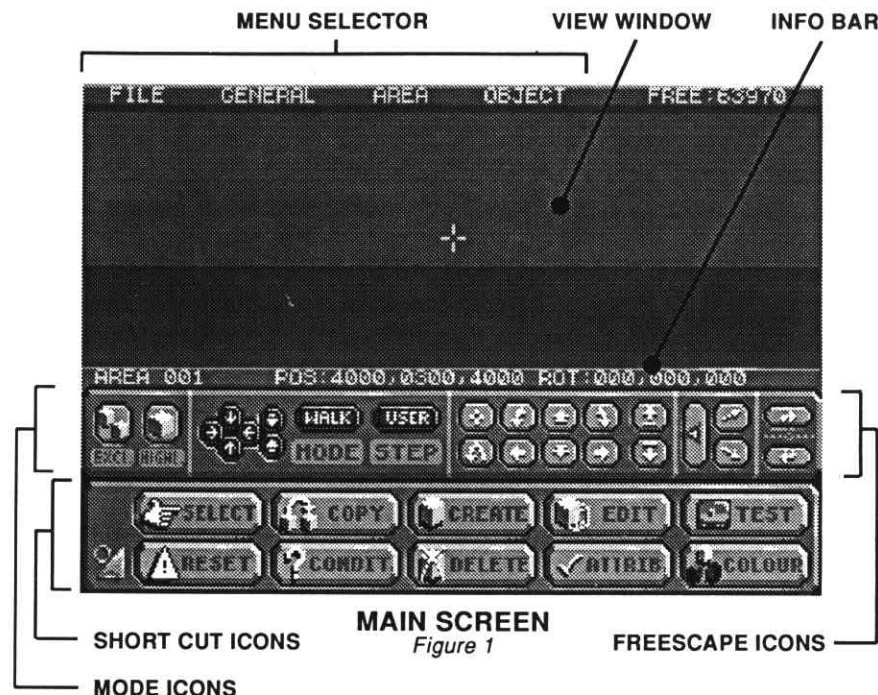 MENU SELECTOR VIEW WINDOW INFO BAR
FILE GENERAL AREA OBJECT FREE:63970
AREA 001 POS:4000,0300,4000 ROT:000,000,000
WALK USER
EXCL HIGHL MODE STEP
SELECT COPY CREATE EDIT TEST
RESET CONDIT. DELETE ATTRIB. COLOUR
MAIN SCREEN
SHORT CUT ICONS Figure 1 FREESCAPE ICONS
MODE ICONS